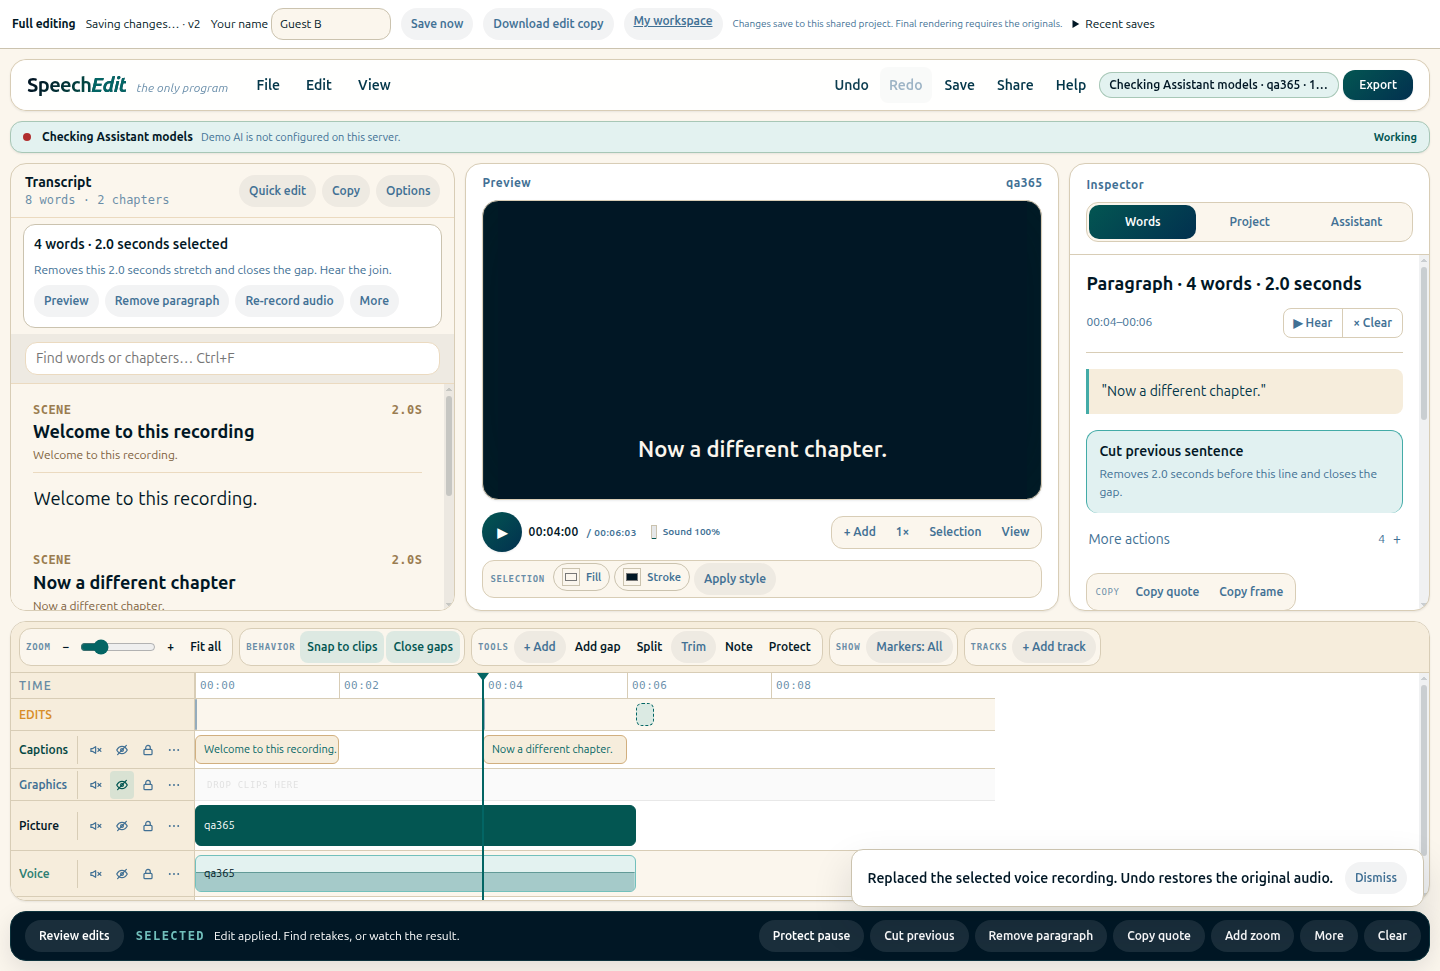 Full editing Saving changes... · v2 Your name Guest B Save now Download edit copy My workspace Changes save to this shared project. Final rendering requires the originals. ▶ Recent saves
SpeechEdit the only program File Edit View Undo Redo Save Share Help Checking Assistant models · qa365 · 1... Export
Checking Assistant models Demo AI is not configured on this server. Working
Transcript
8 words · 2 chapters
Quick edit Copy Options
4 words · 2.0 seconds selected
Removes this 2.0 seconds stretch and closes the gap. Hear the join.
Preview Remove paragraph Re-record audio More
Find words or chapters... Ctrl+F
SCENE 2.0S
Welcome to this recording
Welcome to this recording.
Welcome to this recording.
SCENE 2.0S
Now a different chapter
Now a different chapter.
Preview qa365
Now a different chapter.
00:04:00 / 00:06:03 Sound 100% + Add 1× Selection View
SELECTION Fill Stroke Apply style
Inspector
Words Project Assistant
Paragraph · 4 words · 2.0 seconds
00:04–00:06 ▶ Hear × Clear
"Now a different chapter."
Cut previous sentence
Removes 2.0 seconds before this line and closes the
gap.
More actions 4 +
COPY Copy quote Copy frame
ZOOM − + Fit all BEHAVIOR Snap to clips Close gaps TOOLS + Add Add gap Split Trim Note Protect SHOW Markers: All TRACKS + Add track
TIME 00:00 00:02 00:04 00:06 00:08
EDITS
Captions Welcome to this recording. Now a different chapter.
Graphics DROP CLIPS HERE
Picture qa365
Voice qa365
Replaced the selected voice recording. Undo restores the original audio. Dismiss
Review edits SELECTED Edit applied. Find retakes, or watch the result. Protect pause Cut previous Remove paragraph Copy quote Add zoom More Clear